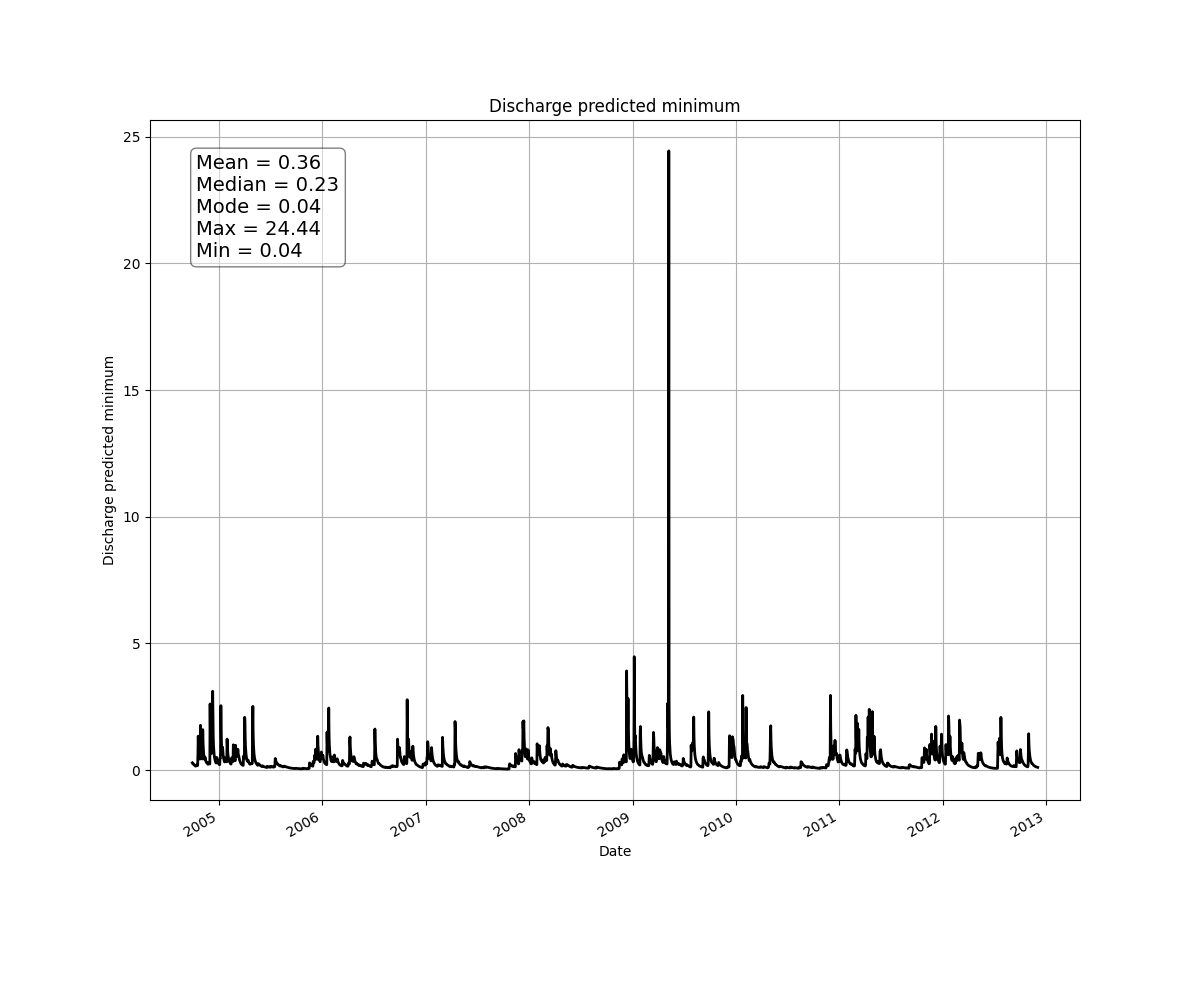 Discharge predicted minimum
25
20
15
10
5
0
Discharge predicted minimum
Mean = 0.36
Median = 0.23
Mode = 0.04
Max = 24.44
Min = 0.04
2005
2006
2007
2008
2009
2010
2011
2012
2013
Date